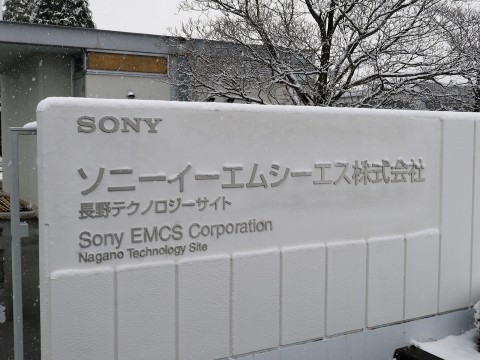 SONY
ソニーイーエムシーエス株式会社
長野テクノロジーサイト
Sony EMCS Corporation
Nagano Technology Site